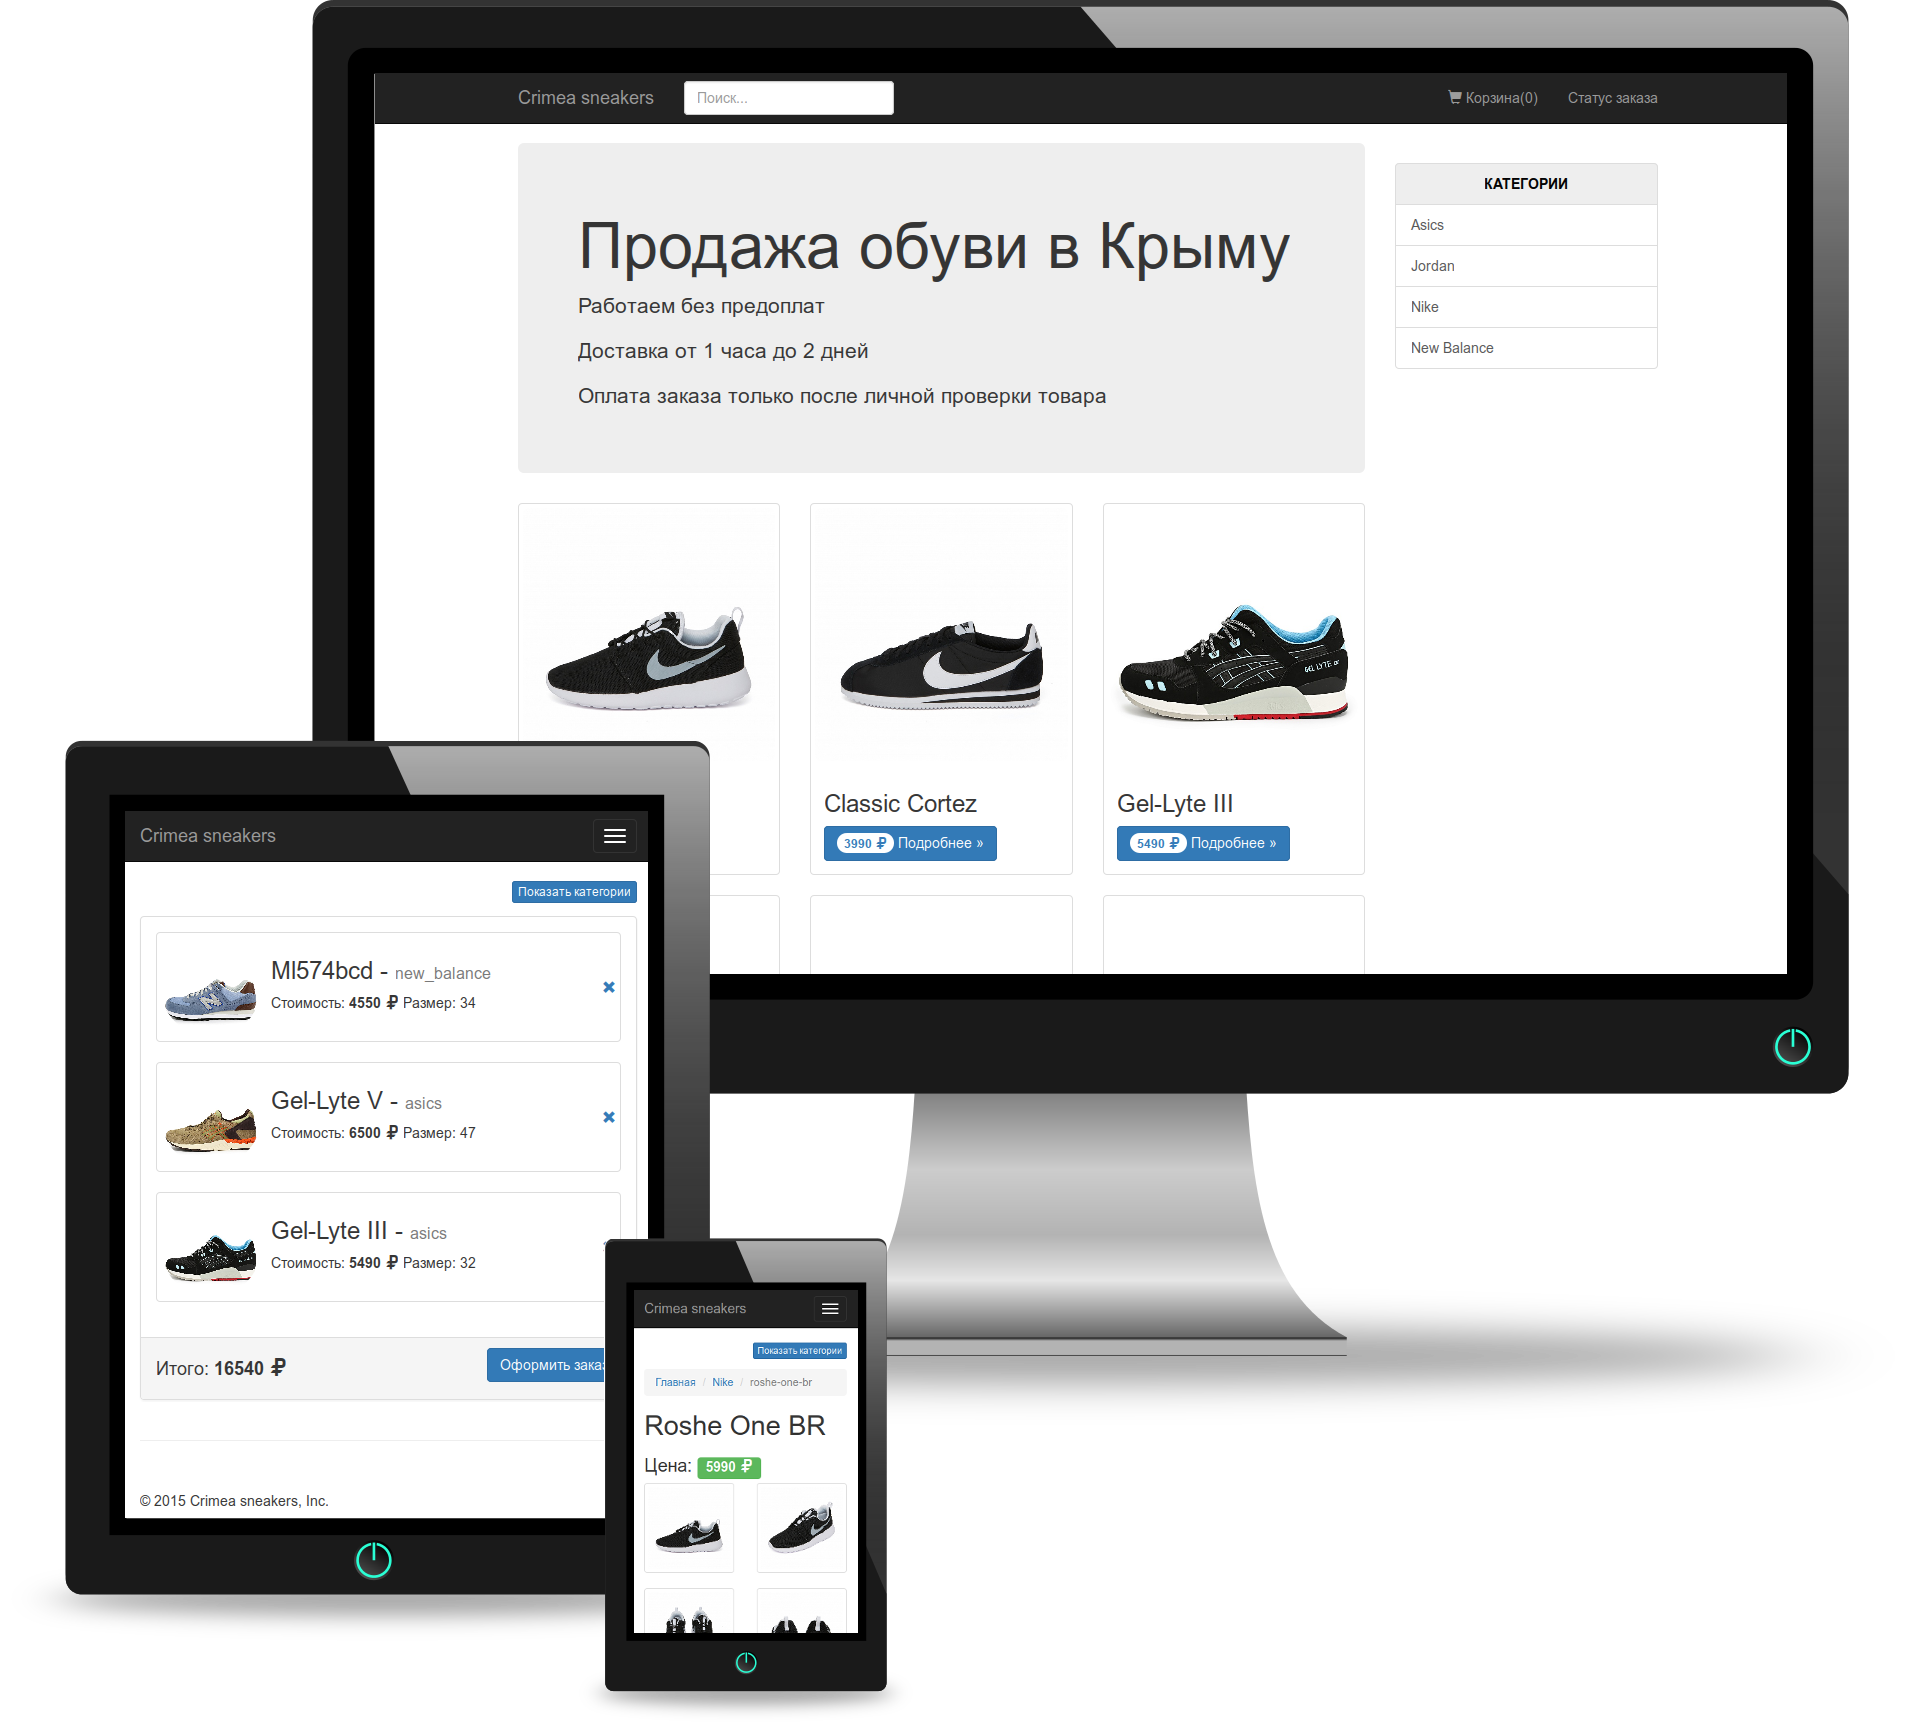 Crimea sneakers
Поиск...
Корзина(0)
Статус заказа
Продажа обуви в Крыму
Работаем без предоплат
Доставка от 1 часа до 2 дней
Оплата заказа только после личной проверки товара
КАТЕГОРИИ
Asics
Jordan
Nike
New Balance
GEL LYTE
Classic Cortez
3990 ₽ Подробнее »
Gel-Lyte III
5490 ₽ Подробнее »
Crimea sneakers
Показать категории
Ml574bcd - new_balance
Стоимость: 4550 ₽ Размер: 34
Gel-Lyte V - asics
Стоимость: 6500 ₽ Размер: 47
Gel-Lyte III - asics
Стоимость: 5490 ₽ Размер: 32
Итого: 16540 ₽
Оформить заказ
© 2015 Crimea sneakers, Inc.
Crimea sneakers
Показать категории
Главная / Nike / roshe-one-br
Roshe One BR
Цена: 5990 ₽